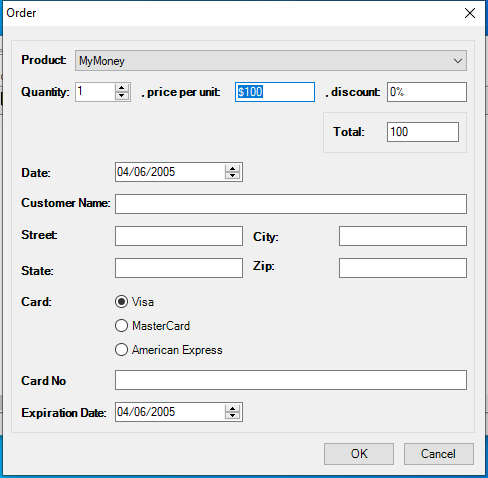 Order
Product: MyMoney
Quantity: 1 , price per unit: $100 , discount: 0%
Total: 100
Date: 04/06/2005
Customer Name:
Street: City:
State: Zip:
Card: Visa
MasterCard
American Express
Card No
Expiration Date: 04/06/2005
OK Cancel